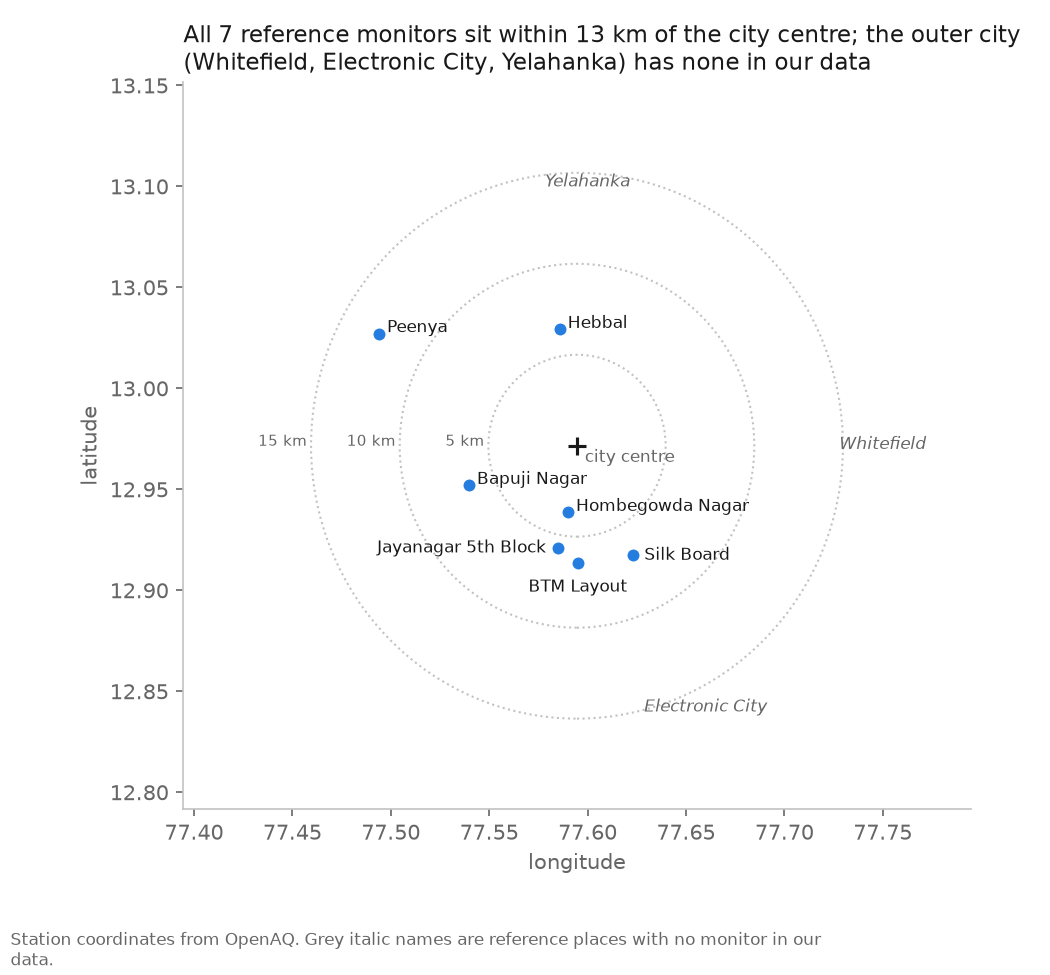 All 7 reference monitors sit within 13 km of the city centre; the outer city
(Whitefield, Electronic City, Yelahanka) has none in our data
13.15
13.10
13.05
13.00
12.95
12.90
12.85
12.80
latitude
Yelahanka
Peenya
Hebbal
15 km
10 km
5 km
city centre
Whitefield
Bapuji Nagar
Hombegowda Nagar
Jayanagar 5th Block
Silk Board
BTM Layout
Electronic City
77.40
77.45
77.50
77.55
77.60
77.65
77.70
77.75
longitude
Station coordinates from OpenAQ. Grey italic names are reference places with no monitor in our
data.